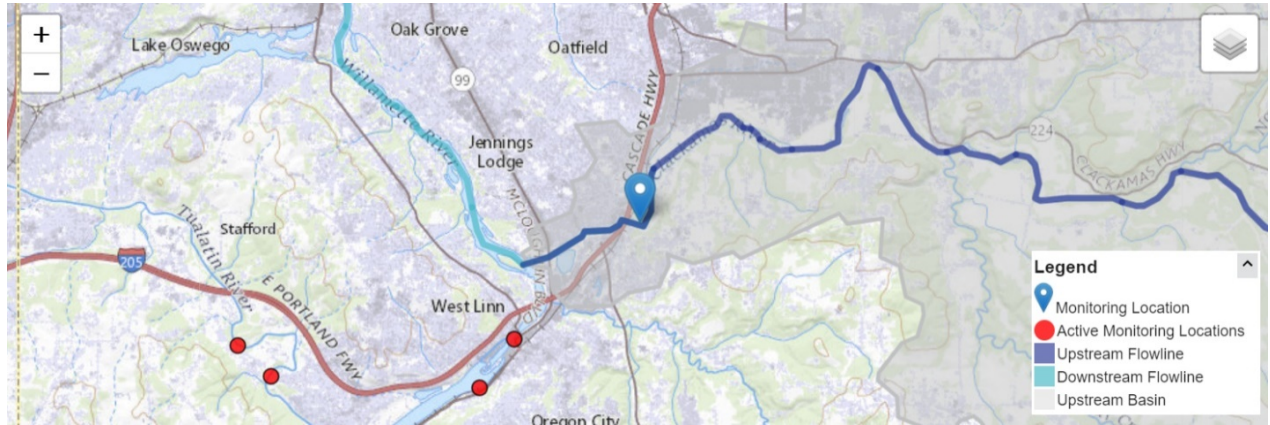 +
−
Lake Oswego
Oak Grove
Oatfield
99
Willamette River
Jennings
Lodge
CASCADE HWY
224
CLACKAMAS HWY
Tualatin River
Stafford
205
E PORTLAND FWY
West Linn
Oregon City
Legend
Monitoring Location
Active Monitoring Locations
Upstream Flowline
Downstream Flowline
Upstream Basin